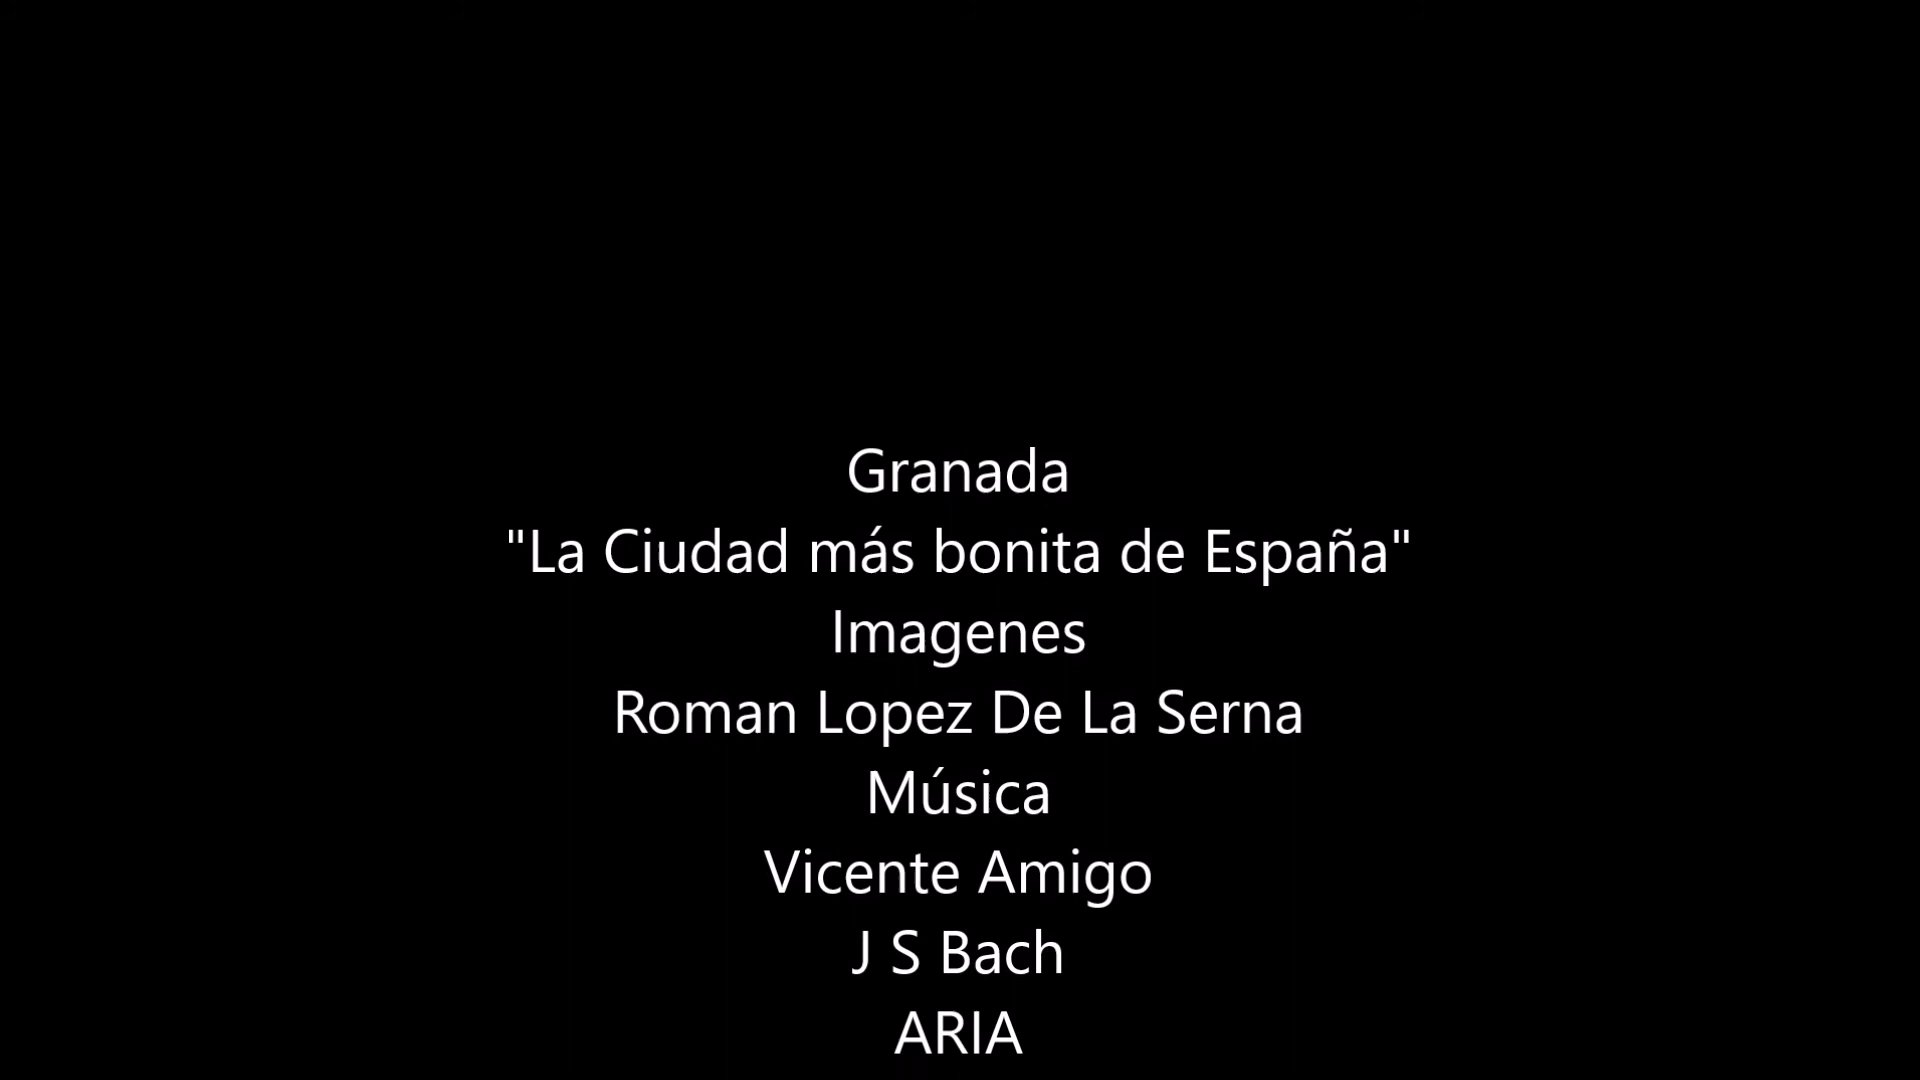 Granada
"La Ciudad más bonita de España"
Imagenes
Roman Lopez De La Serna
Música
Vicente Amigo
J S Bach
ARIA